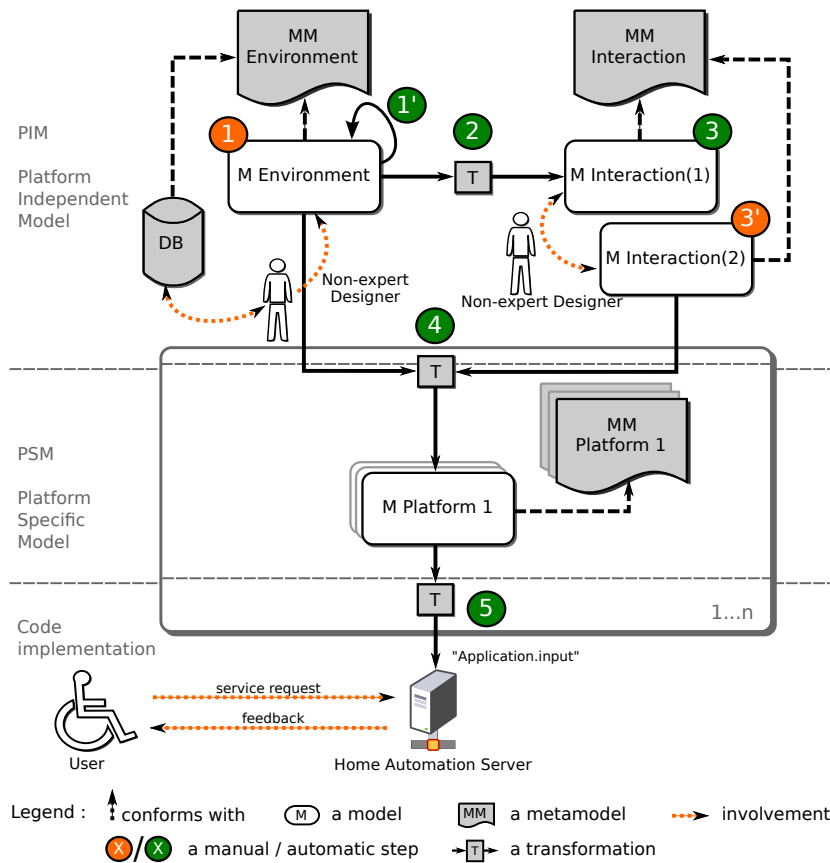 MM
Environment
MM
Interaction
1'
1
2
3
PIM
Platform
Independent
Model
M Environment
T
M Interaction(1)
3'
DB
M Interaction(2)
Non-expert
Designer
Non-expert Designer
4
T
MM
Platform 1
PSM
Platform
Specific
Model
M Platform 1
T
5
1...n
Code
implementation
"Application.input"
service request
feedback
User
Home Automation Server
Legend :
conforms with
M
a model
MM
a metamodel
involvement
X/X
a manual / automatic step
T
a transformation